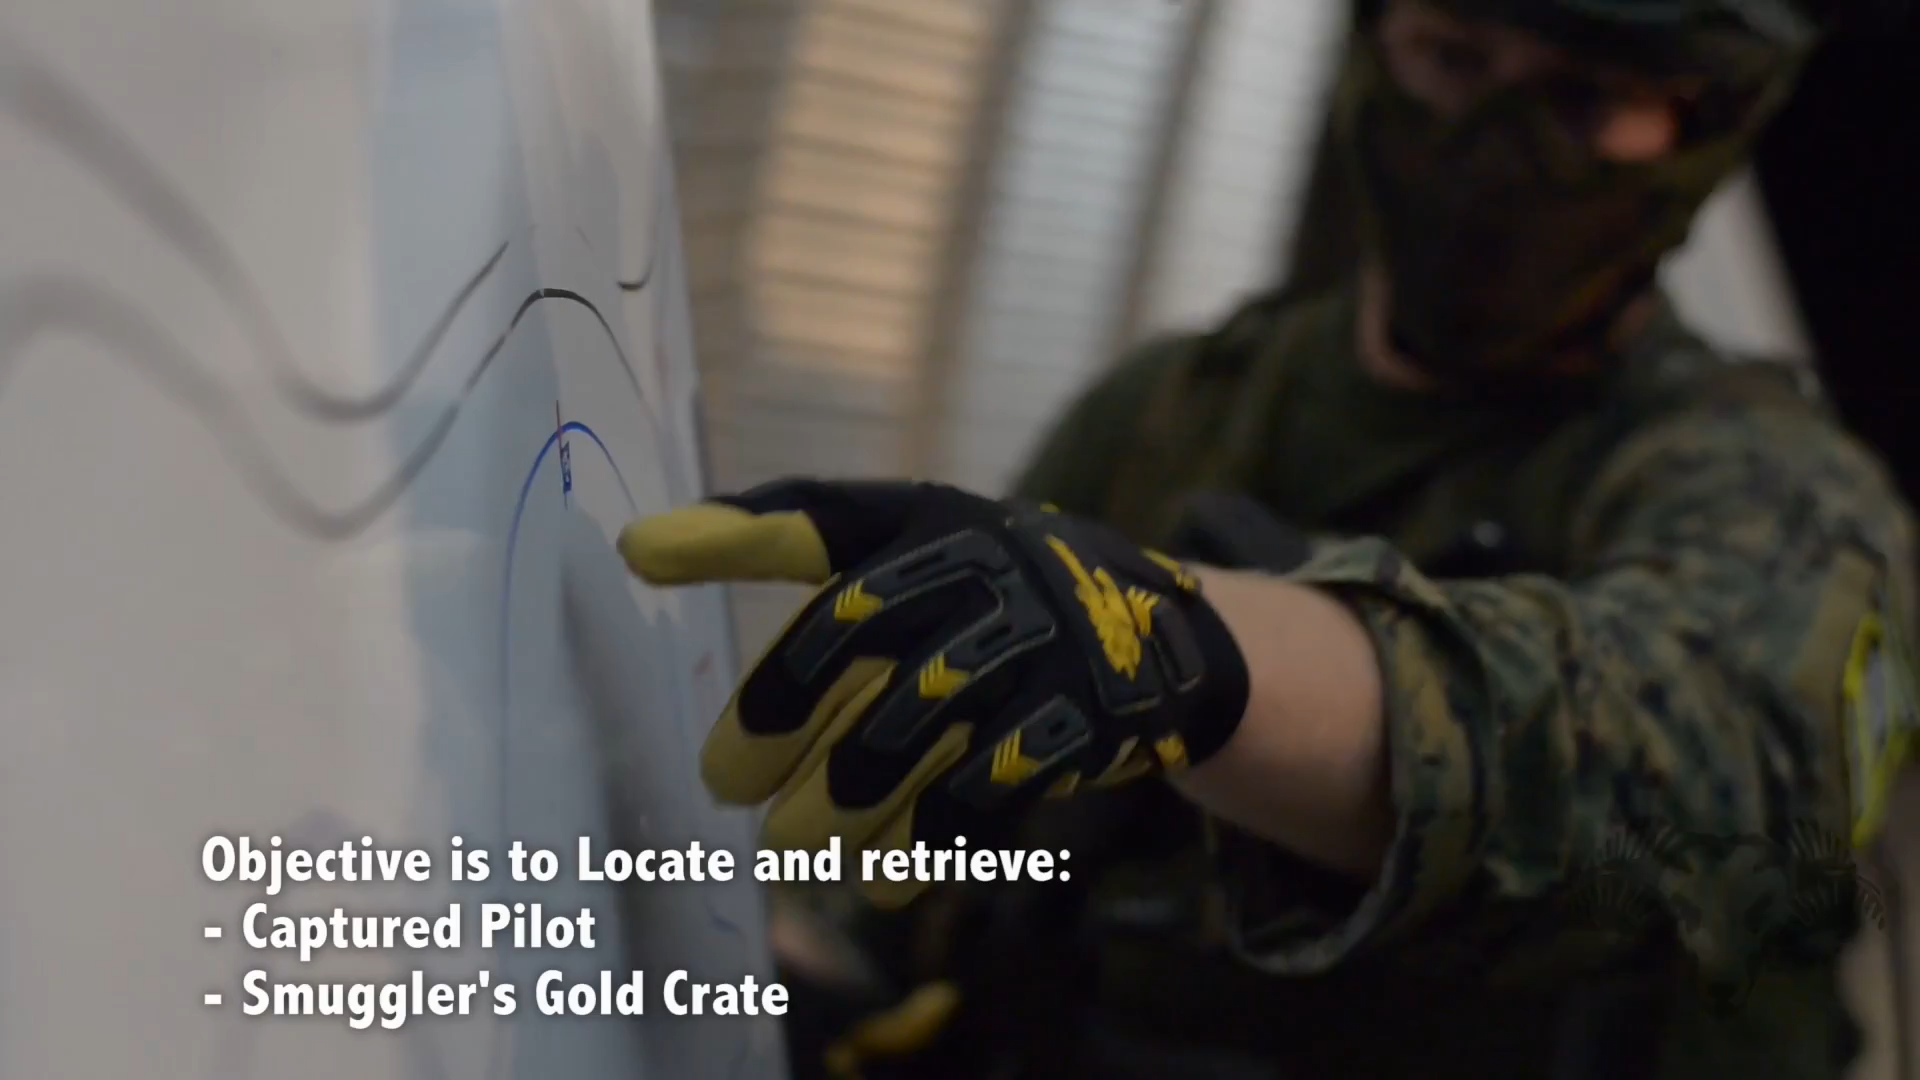 Objective is to Locate and retrieve:
- Captured Pilot
- Smuggler's Gold Crate